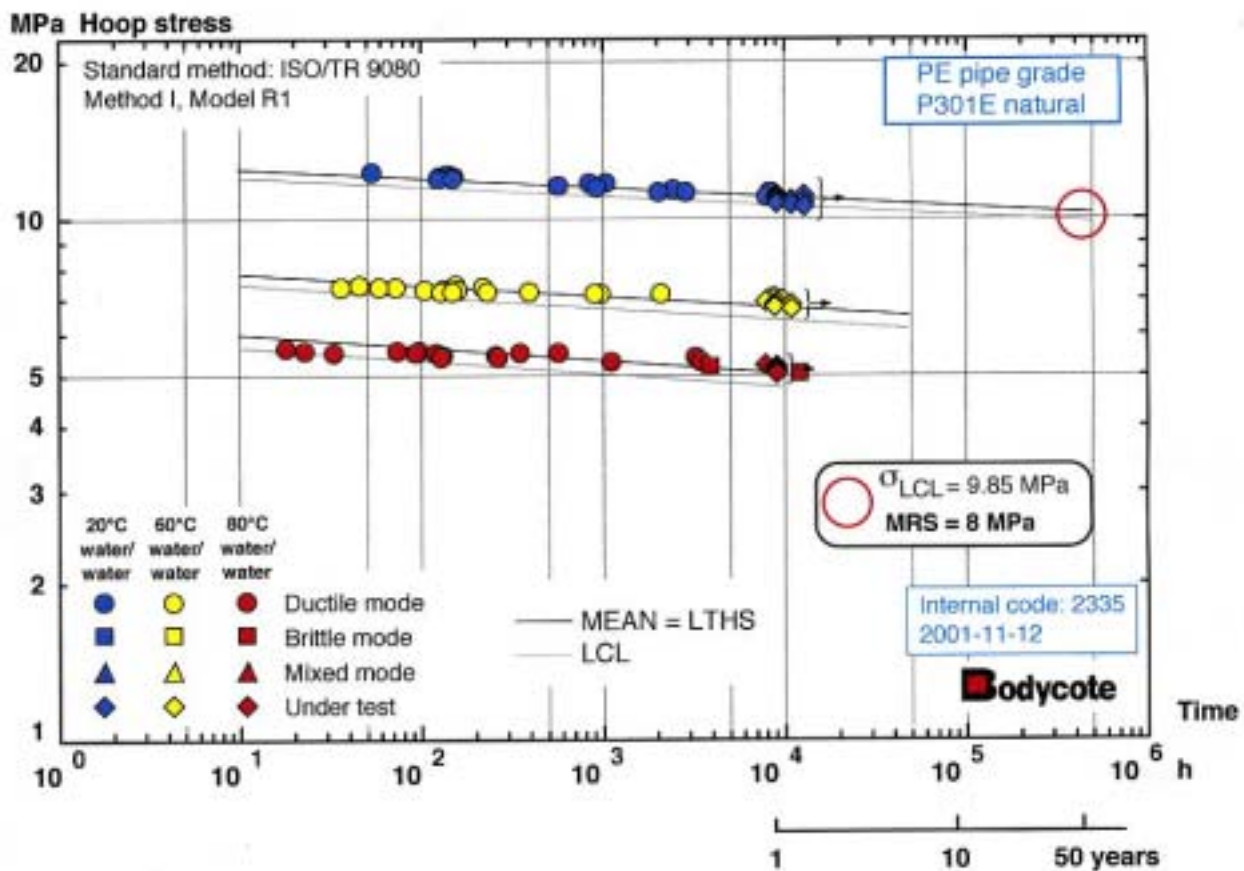 MPa Hoop stress
20
10
5
4
3
2
1
Standard method: ISO/TR 9080
Method I, Model R1
PE pipe grade
P301E natural
σLCL = 9.85 MPa
MRS = 8 MPa
20°C 60°C 80°C
water/ water/ water/
water water water
Ductile mode
Brittle mode
Mixed mode
Under test
MEAN = LTHS
LCL
Internal code: 2335
2001-11-12
Bodycote
Time
10^0 10^1 10^2 10^3 10^4 10^5 10^6 h
1 10 50 years